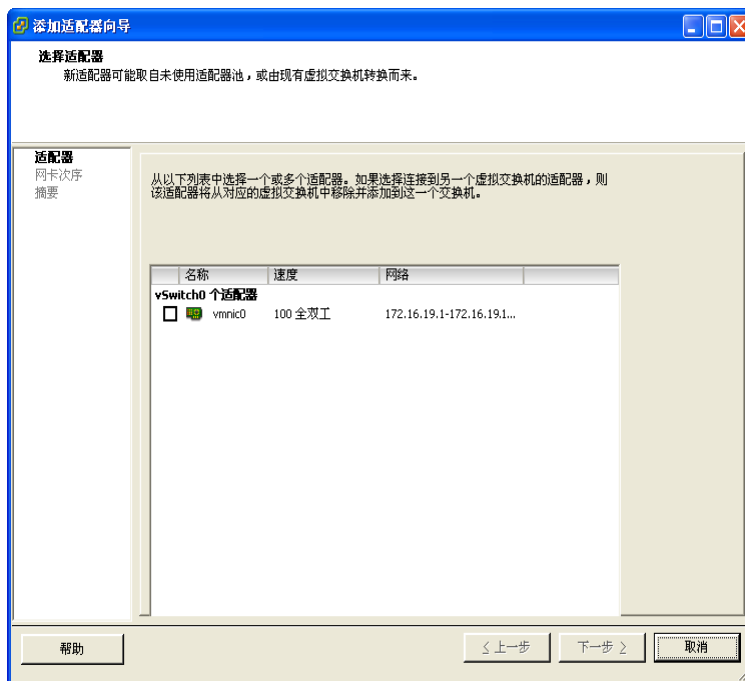 添加适配器向导
选择适配器
新适配器可能取自未使用适配器池，或由现有虚拟交换机转换而来。
适配器
网卡次序
摘要
从以下列表中选择一个或多个适配器。如果选择连接到另一个虚拟交换机的适配器，则
该适配器将从对应的虚拟交换机中移除并添加到这一个交换机。
名称 速度 网络
vSwitch0 个适配器
vmnic0 100 全双工 172.16.19.1-172.16.19.1...
帮助 ≤ 上一步 下一步 ≥ 取消